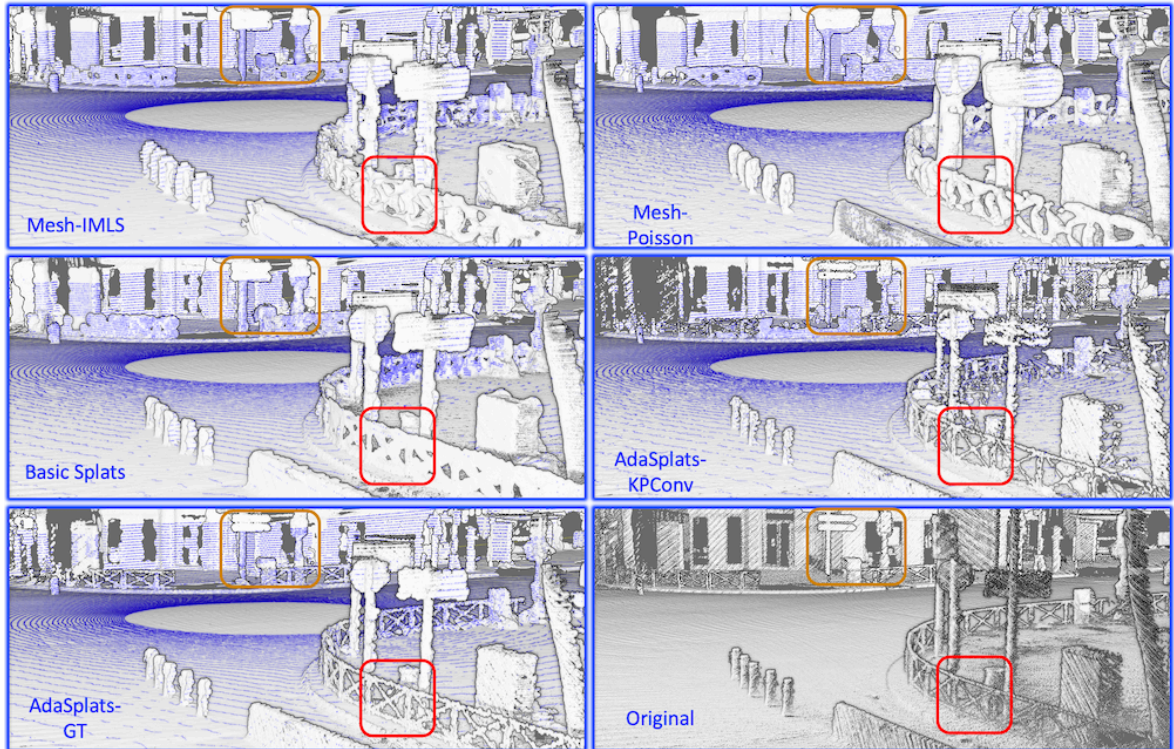 Mesh-IMLS
Mesh-
Poisson
Basic Splats
AdaSplats-
KPConv
AdaSplats-
GT
Original